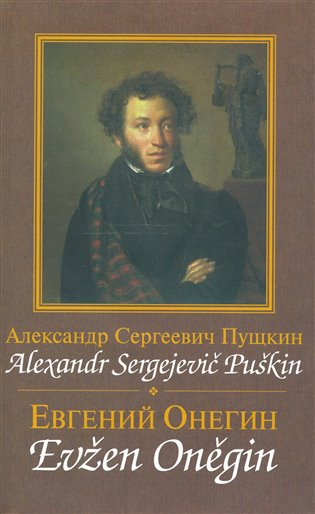 Александр Сергеевич Пущкин
Alexandr Sergejevič Puškin
Евгений Онегин
Evžen Oněgin